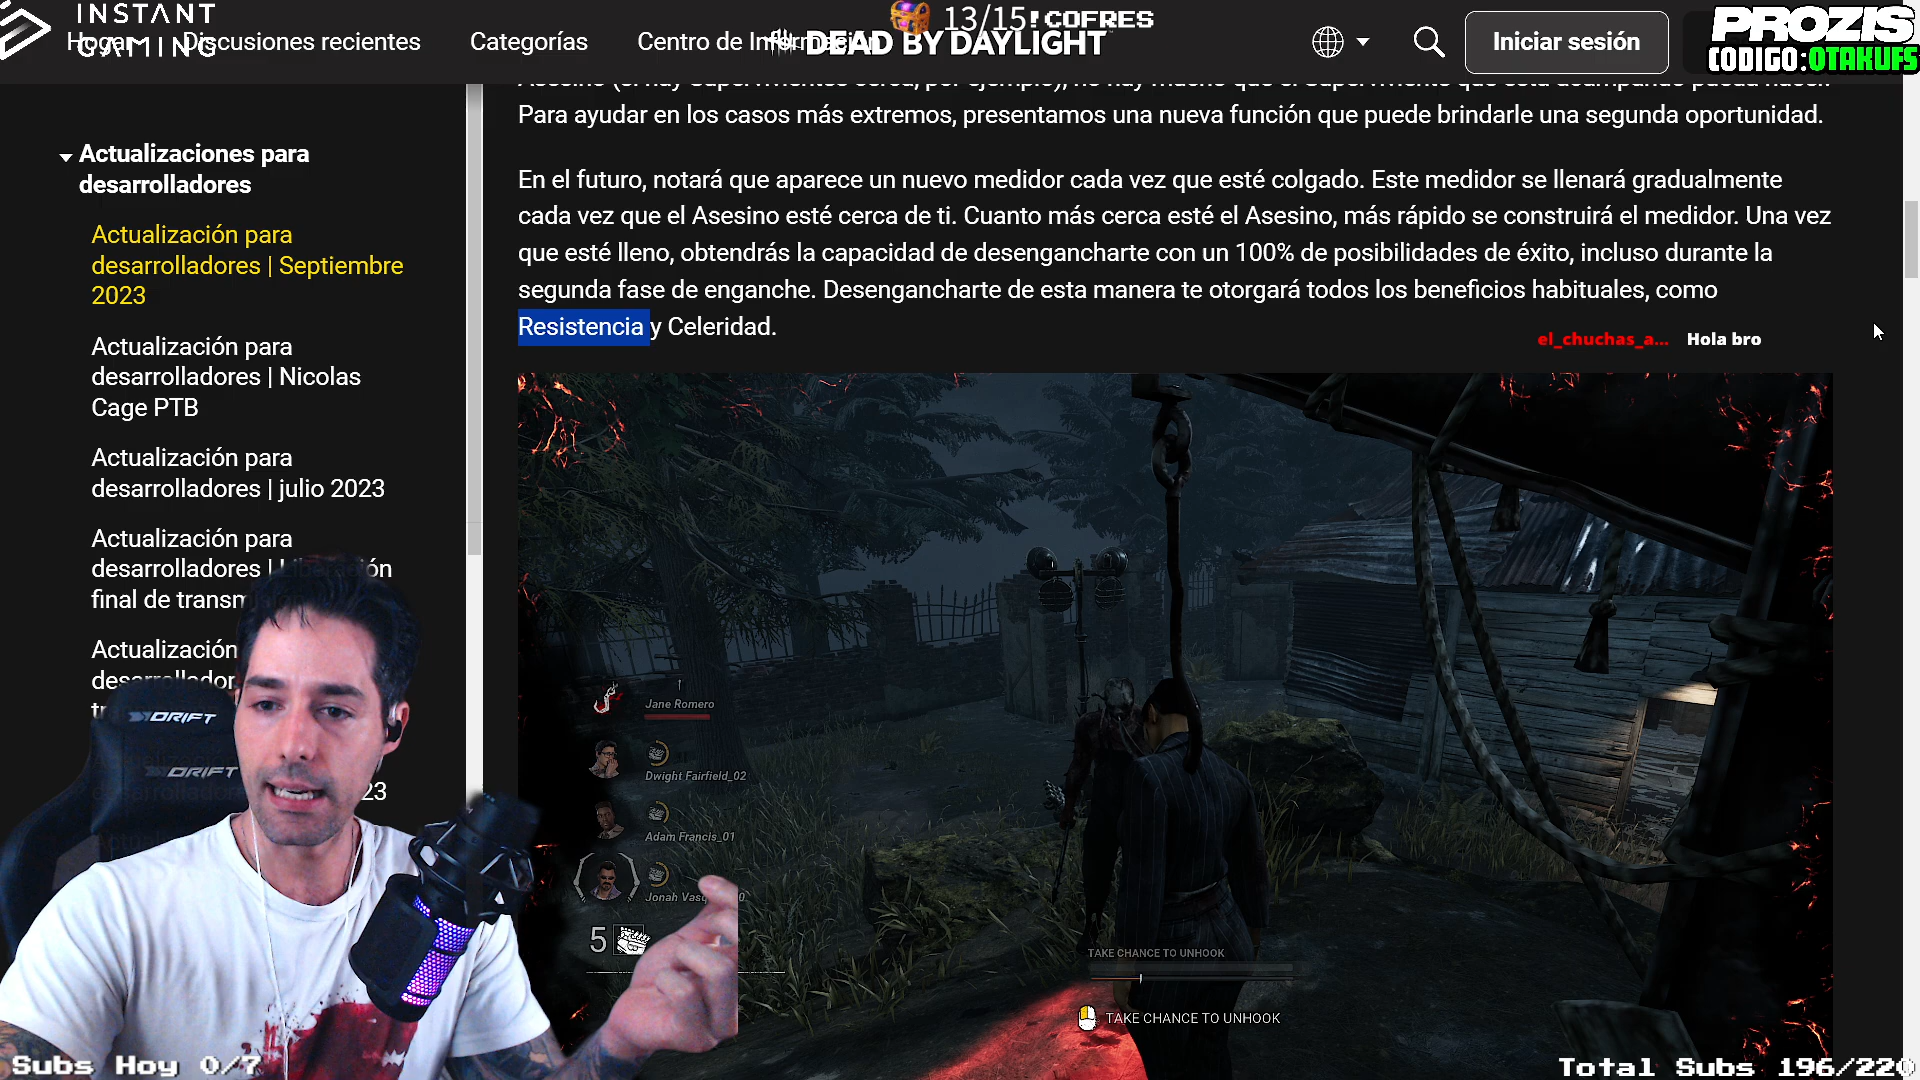 INSTANT
GAMING
Hogar
Discusiones recientes
Categorías
Centro de
13/15 !COFRES
DEAD BY DAYLIGHT
Iniciar sesión
PROZIS
CODIGO:OTAKUFS
Para ayudar en los casos más extremos, presentamos una nueva función que puede brindarle una segunda oportunidad.
En el futuro, notará que aparece un nuevo medidor cada vez que esté colgado. Este medidor se llenará gradualmente
cada vez que el Asesino esté cerca de ti. Cuanto más cerca esté el Asesino, más rápido se construirá el medidor. Una vez
que esté lleno, obtendrás la capacidad de desengancharte con un 100% de posibilidades de éxito, incluso durante la
segunda fase de enganche. Desengancharte de esta manera te otorgará todos los beneficios habituales, como
Resistencia y Celeridad.
el_chuchas_a... Hola bro
Actualizaciones para
desarrolladores
Actualización para
desarrolladores | Septiembre
2023
Actualización para
desarrolladores | Nicolas
Cage PTB
Actualización para
desarrolladores | julio 2023
Actualización para
desarrolladores |
final de
Actualización
23
DRIFT
DRIFT
Jane Romero
Dwight Fairfield_02
Adam Francis_01
Jonah
5
TAKE CHANCE TO UNHOOK
TAKE CHANCE TO UNHOOK
Subs Hoy 0/7
Total Subs 196/220